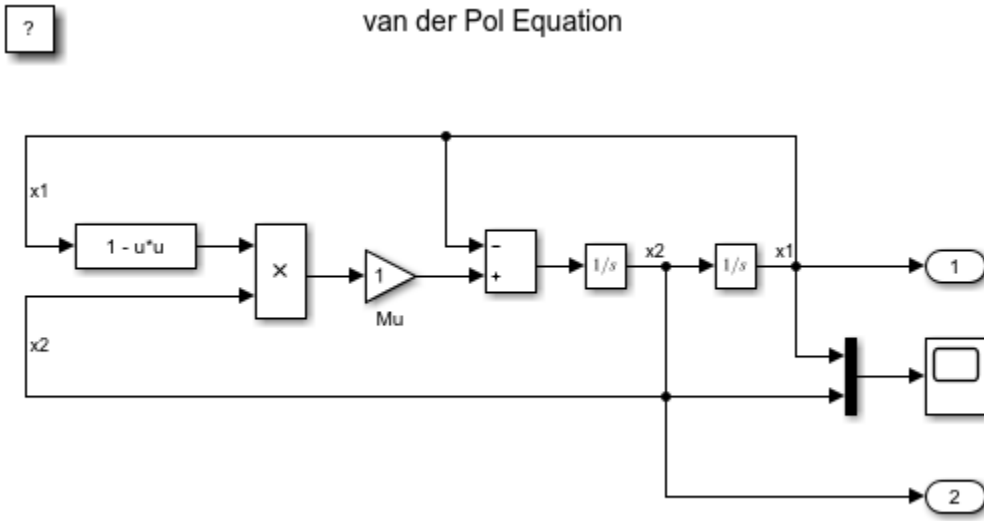 ?
van der Pol Equation
x1
1 - u*u
×
1
Mu
−
+
1/s
x2
1/s
x1
1
x2
2